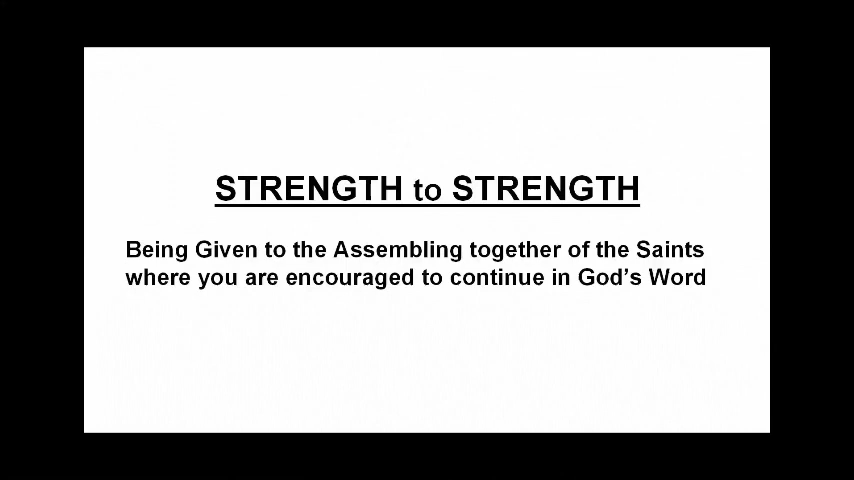 STRENGTH to STRENGTH
Being Given to the Assembling together of the Saints
where you are encouraged to continue in God's Word